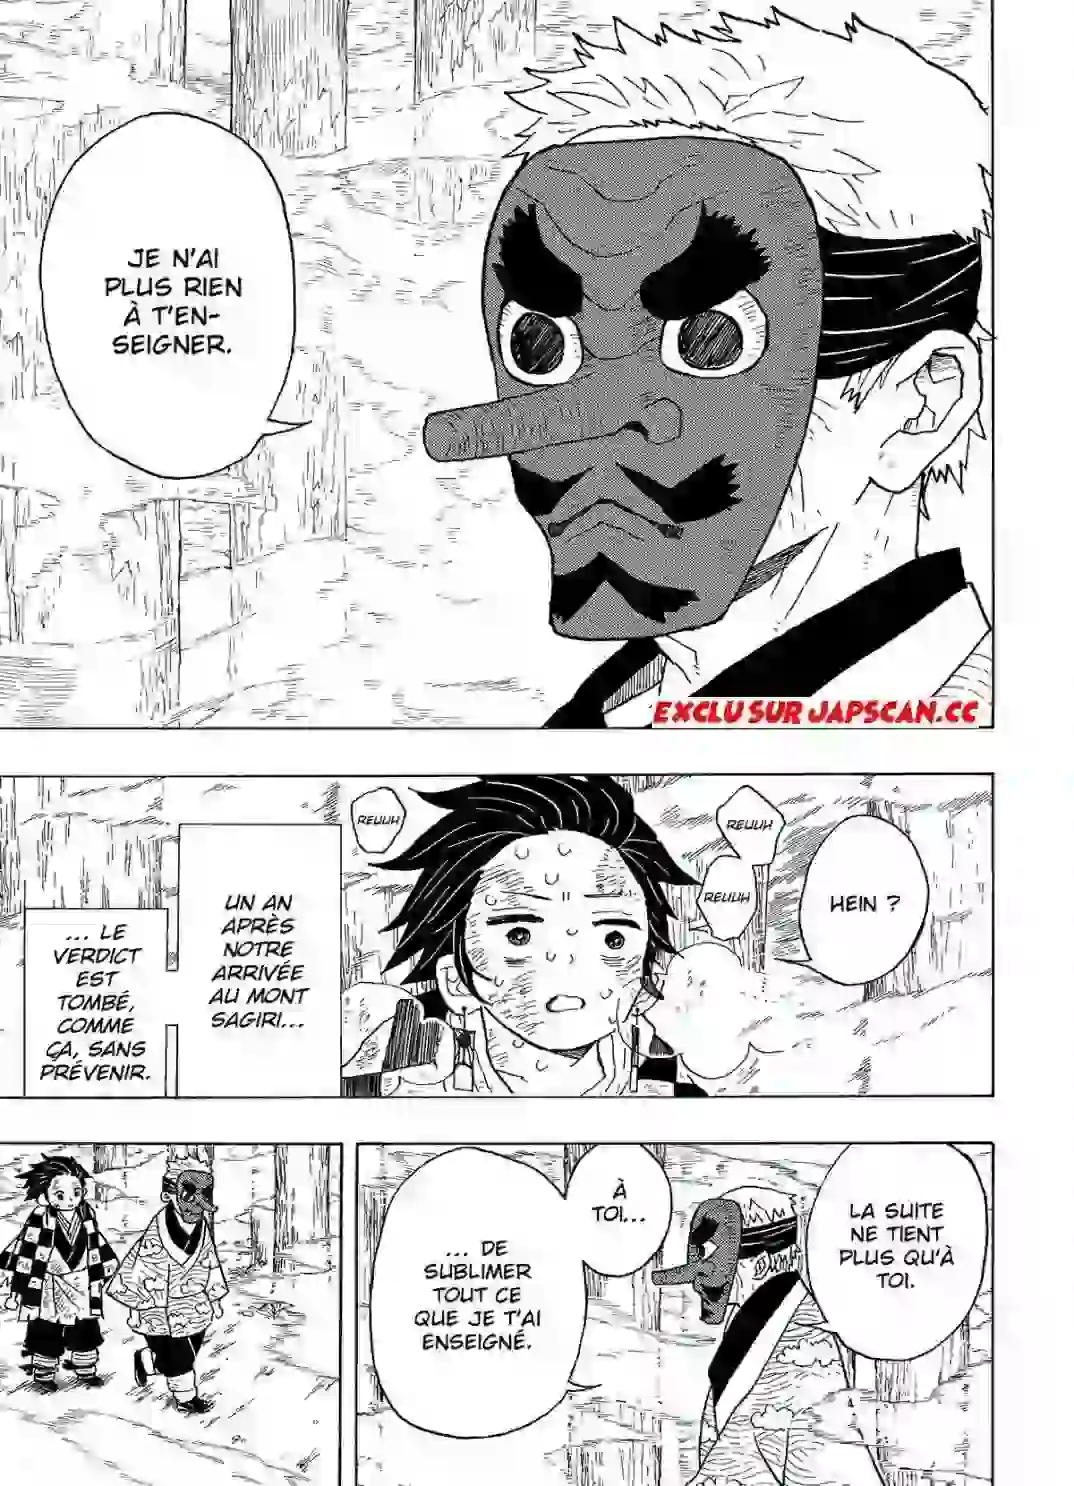 JE N'AI
PLUS RIEN
À T'EN-
SEIGNER.
EXCLU SUR JAPSCAN.CC
HEIN ?
REUUH
REUUH
REUUH
UN AN
APRÈS
NOTRE
ARRIVÉE
AU MONT
SAGIRI...
... LE
VERDICT
EST
TOMBÉ,
COMME
ÇA, SANS
PRÉVENIR.
LA SUITE
NE TIENT
PLUS QU'À
TOI.
À
TOI...
... DE
SUBLIMER
TOUT CE
QUE JE T'AI
ENSEIGNÉ.